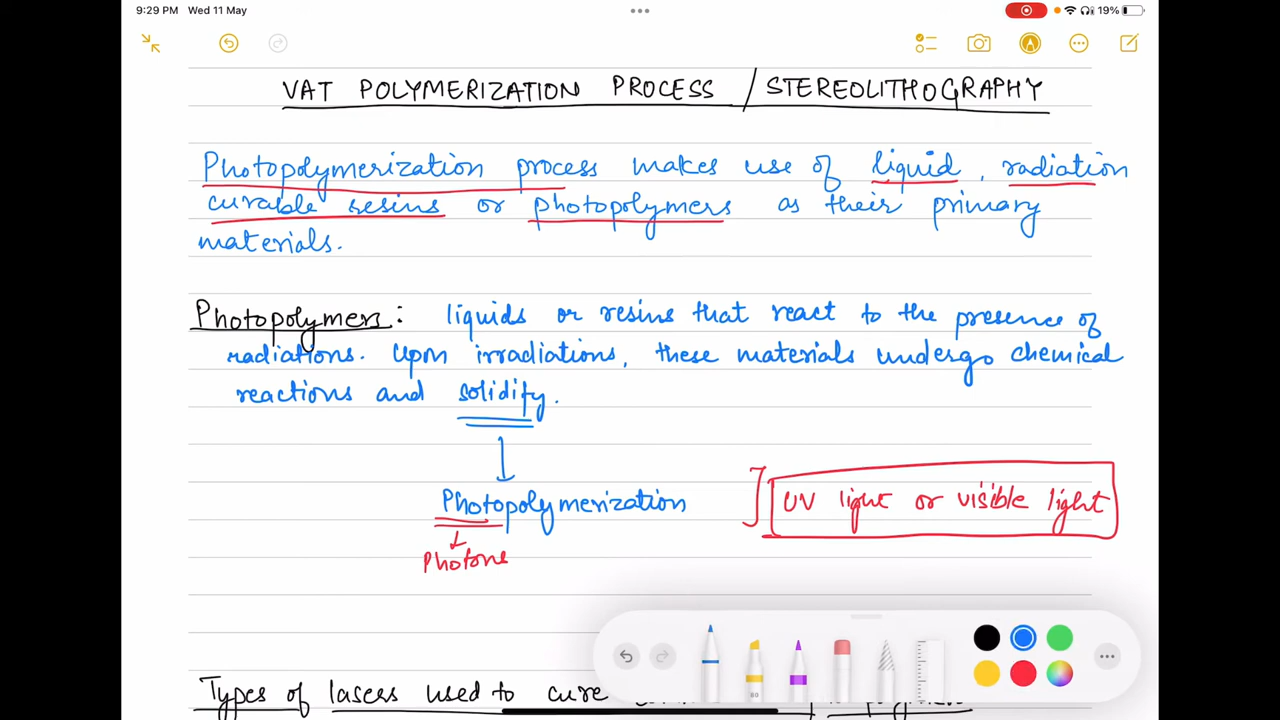 9:29 PM Wed 11 May
19%
VAT POLYMERIZATION PROCESS / STEREOLITHOGRAPHY
Photopolymerization process makes use of liquid, radiation
curable resins or photopolymers as their primary
materials.
Photopolymers: liquids or resins that react to the presence of
radiations. Upon irradiations, these materials undergo chemical
reactions and solidify.
Photopolymerization UV light or visible light
Photons
80
Types of lasers used to cure